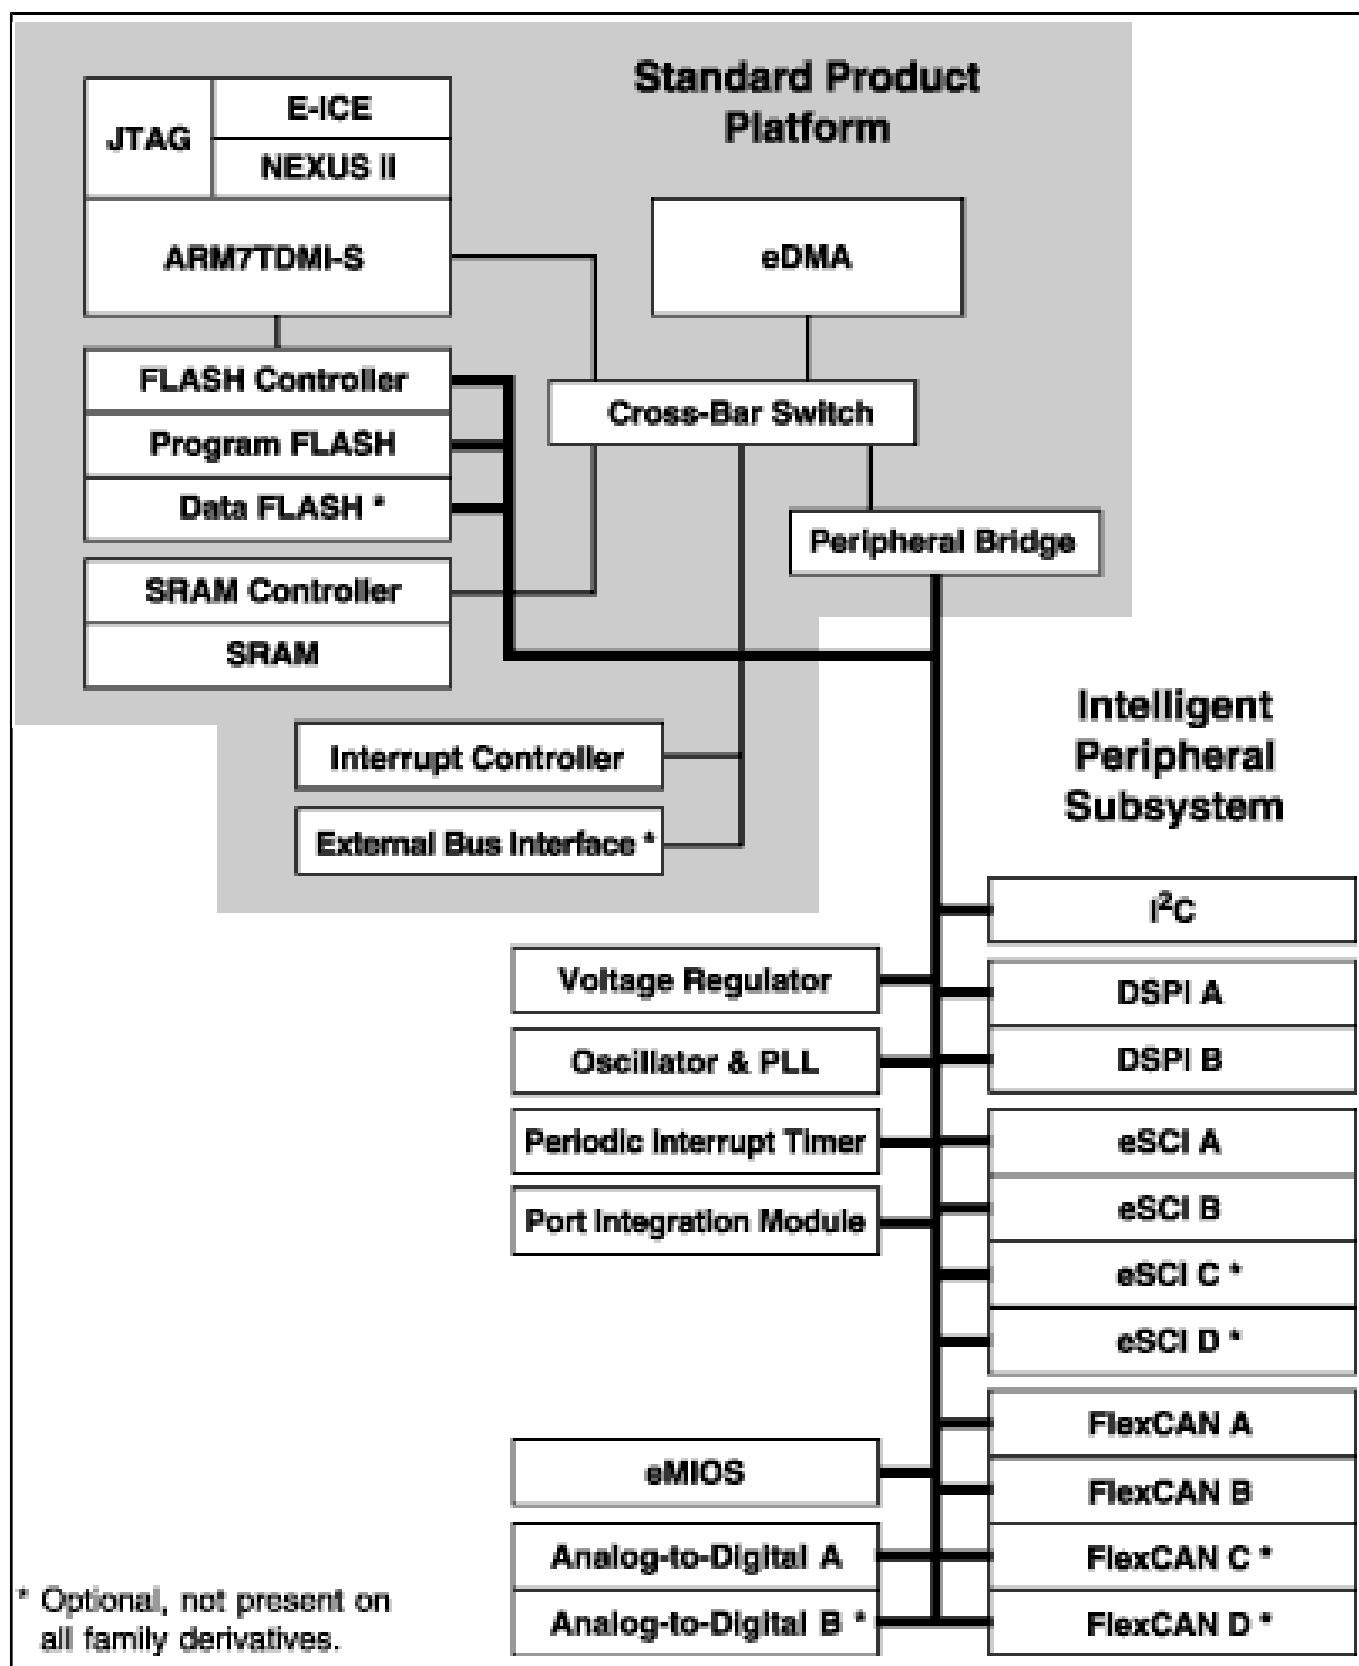 Standard Product
Platform
JTAG
E-ICE
NEXUS II
ARM7TDMI-S
eDMA
FLASH Controller
Program FLASH
Data FLASH *
Cross-Bar Switch
Peripheral Bridge
SRAM Controller
SRAM
Interrupt Controller
External Bus Interface *
Intelligent
Peripheral
Subsystem
I²C
Voltage Regulator
DSPI A
Oscillator & PLL
DSPI B
Periodic Interrupt Timer
eSCI A
Port Integration Module
eSCI B
eSCI C *
eSCI D *
FlexCAN A
eMIOS
FlexCAN B
Analog-to-Digital A
FlexCAN C *
Analog-to-Digital B *
FlexCAN D *
* Optional, not present on
all family derivatives.